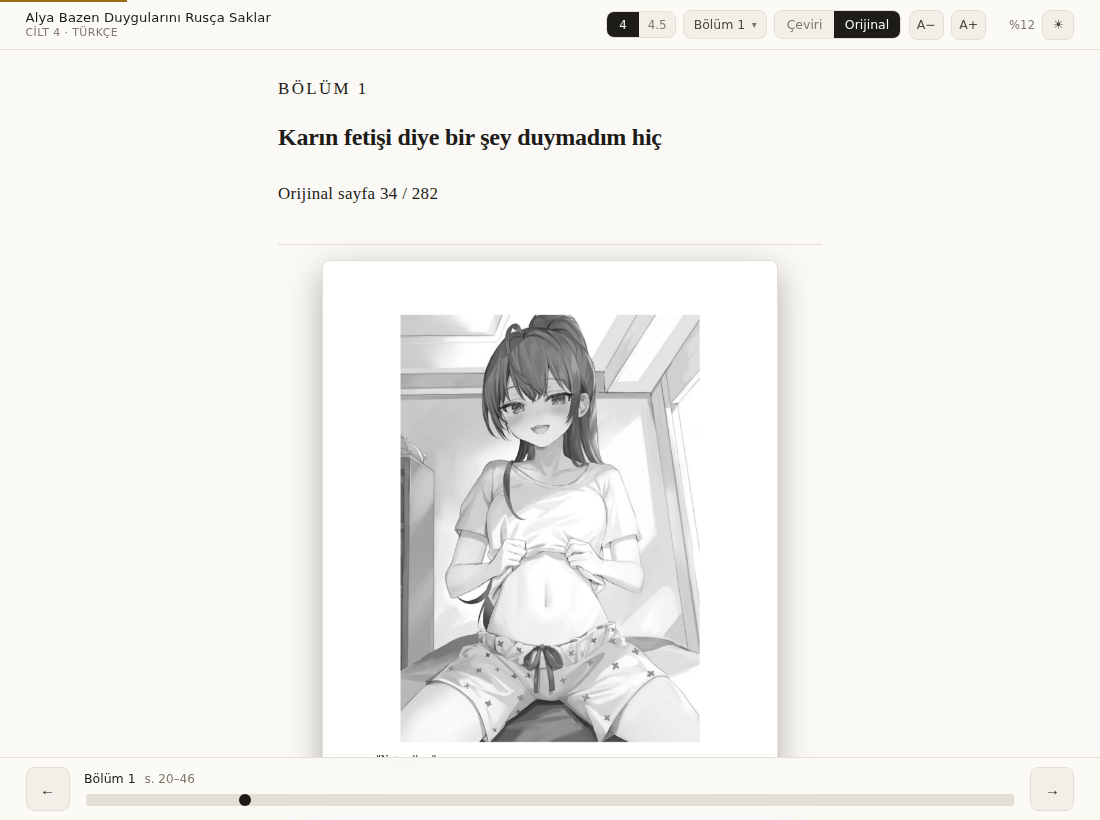 Alya Bazen Duygularını Rusça Saklar
CİLT 4 · TÜRKÇE
4 4.5 Bölüm 1 ▾ Çeviri Orijinal A− A+ %12 ☀
BÖLÜM 1
Karın fetişi diye bir şey duymadım hiç
Orijinal sayfa 34 / 282
← Bölüm 1 s. 20–46 →